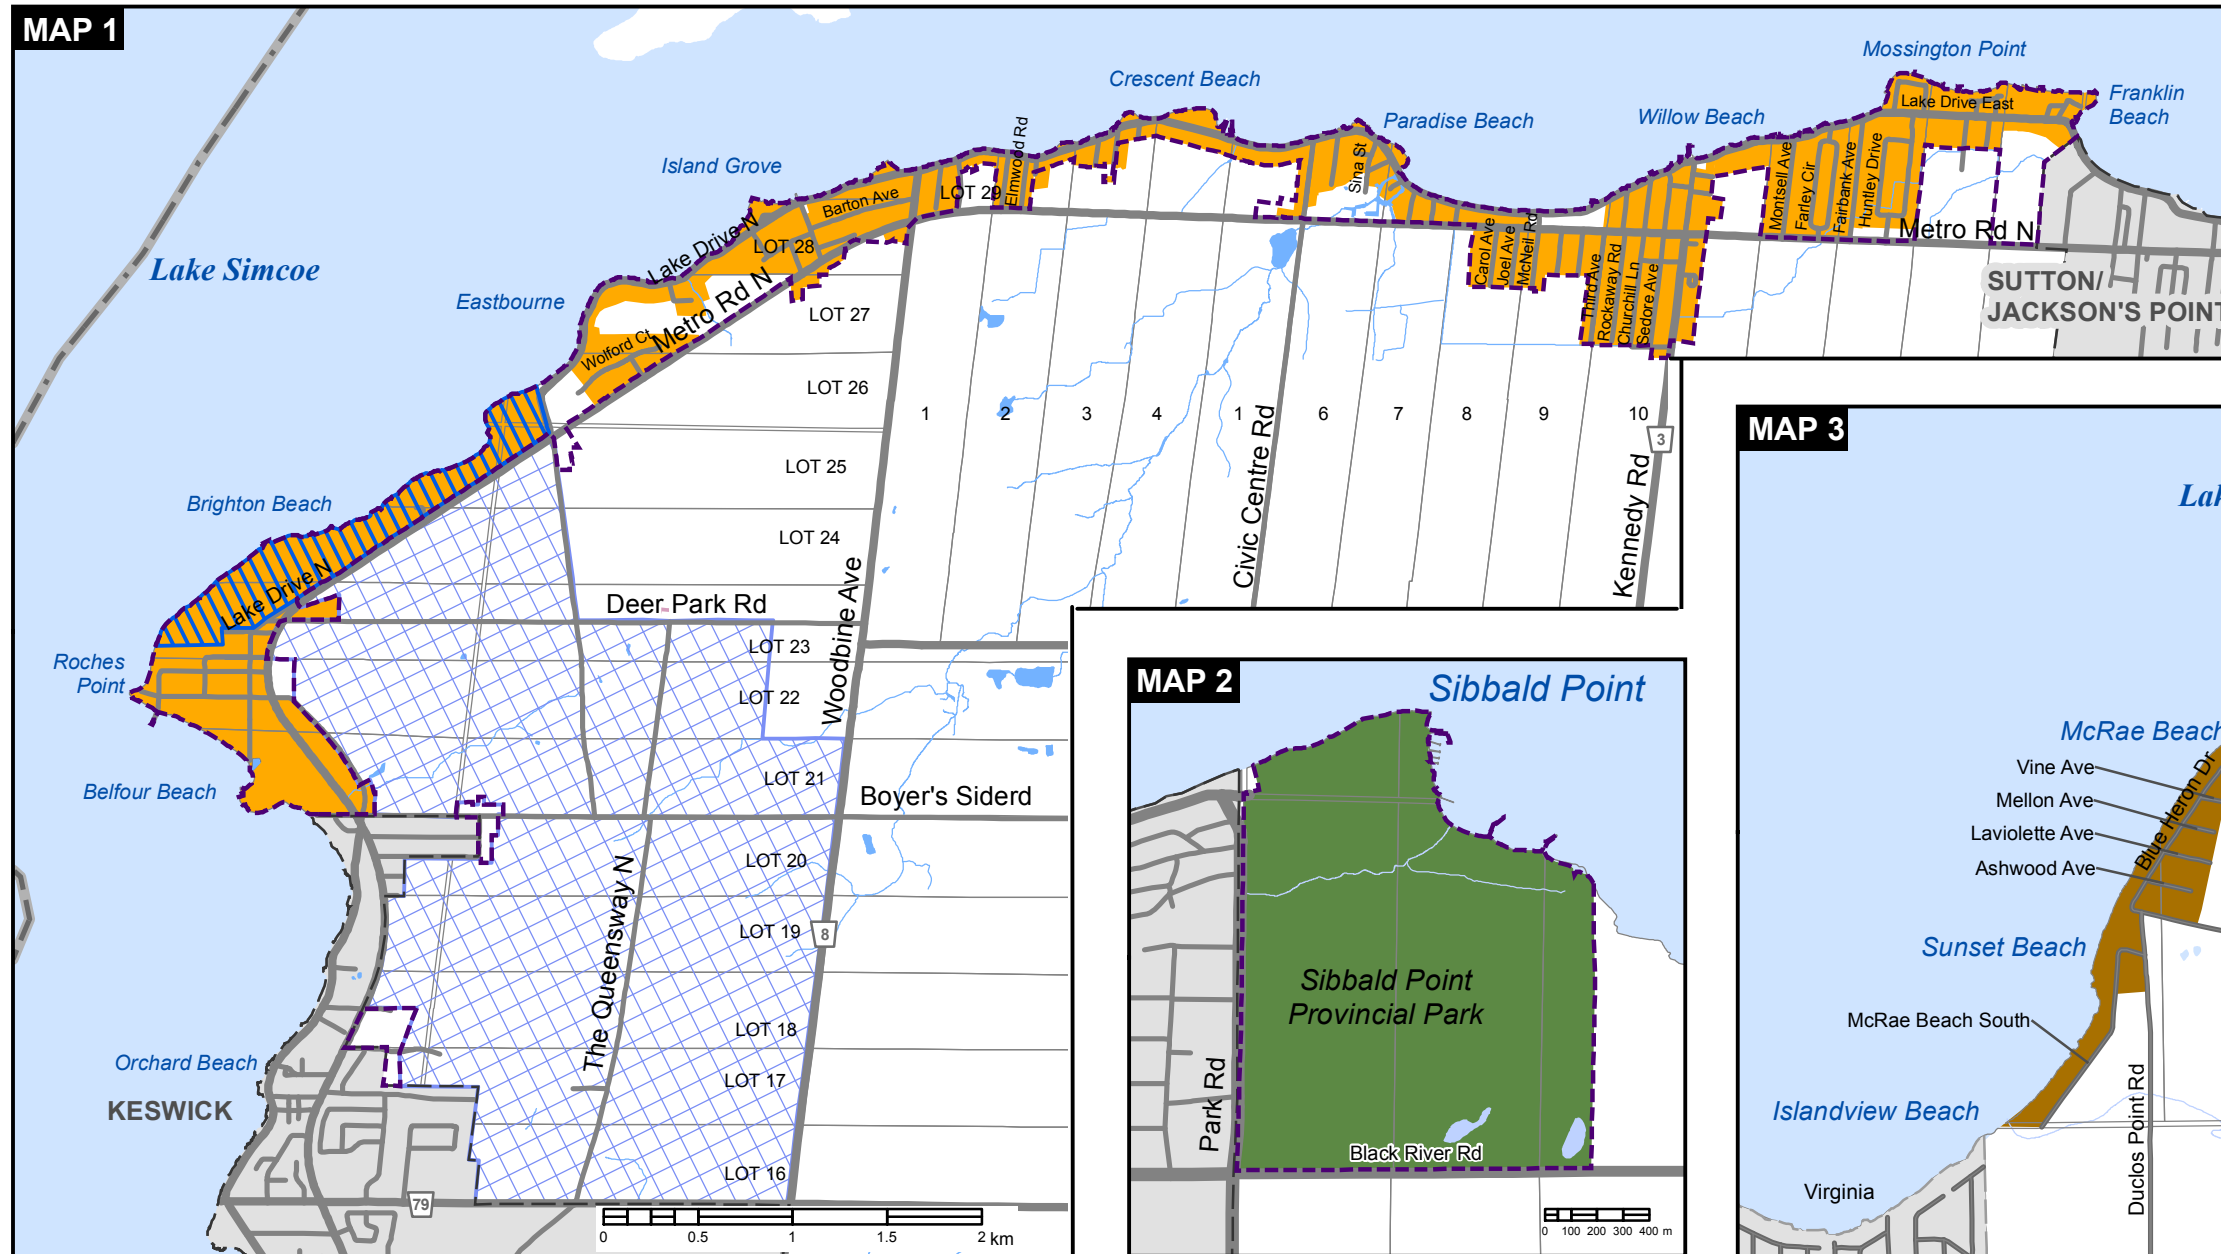 MAP 1
Mossington Point
Crescent Beach
Franklin
Beach
Lake Drive East
Paradise Beach
Willow Beach
Island Grove
Elmwood Rd
Sina St
Montsell Ave
Farley Cir
Fairbank Ave
Huntley Drive
LOT 29
Barton Ave
Lake Drive N
LOT 28
Metro Rd N
Lake Simcoe
Eastbourne
Metro Rd N
Wolford Ct
LOT 27
Carol Ave
Joel Ave
McNeil Rd
Third Ave
Rockaway Rd
Churchill Ln
Sedore Ave
SUTTON/
JACKSON'S POINT
LOT 26
1
2
3
4
1
6
7
8
9
10
3
LOT 25
Civic Centre Rd
Kennedy Rd
Brighton Beach
LOT 24
Lake Drive N
Deer Park Rd
Woodbine Ave
LOT 23
Roches
Point
LOT 22
LOT 21
Belfour Beach
Boyer's Siderd
LOT 20
The Queensway N
LOT 19
8
LOT 18
Orchard Beach
LOT 17
KESWICK
LOT 16
79
0 0.5 1 1.5 2 km
MAP 2
Sibbald Point
Sibbald Point
Provincial Park
Park Rd
Black River Rd
0 100 200 300 400 m
MAP 3
Lak
McRae Beach
Vine Ave
Mellon Ave
Laviolette Ave
Ashwood Ave
Blue Heron Dr
Sunset Beach
McRae Beach South
Islandview Beach
Duclos Point Rd
Virginia